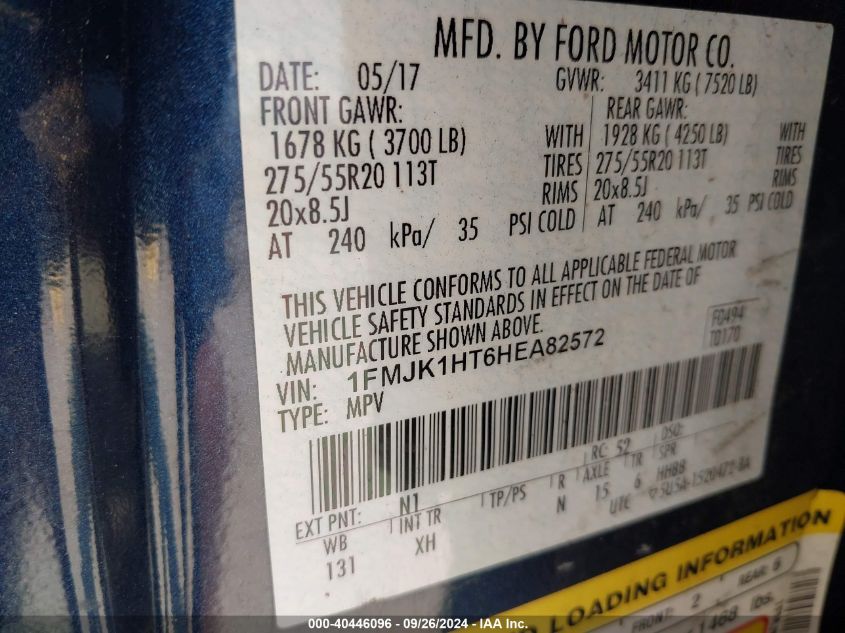 MFD. BY FORD MOTOR CO.
DATE: 05/17 GVWR: 3411 KG ( 7520 LB)
FRONT GAWR: REAR GAWR:
1678 KG ( 3700 LB) WITH 1928 KG ( 4250 LB) WITH
275/55R20 113T TIRES 275/55R20 113T TIRES
20x8.5J RIMS 20x8.5J RIMS
AT 240 kPa/ 35 PSI COLD AT 240 kPa/ 35 PSI COLD
THIS VEHICLE CONFORMS TO ALL APPLICABLE FEDERAL MOTOR
VEHICLE SAFETY STANDARDS IN EFFECT ON THE DATE OF
MANUFACTURE SHOWN ABOVE.
F0494
T0170
VIN: 1FMJK1HT6HEA82572
TYPE: MPV
RC: 52 DSO:
EXT PNT: N1
WB INT TR TP/PS R AXLE TR SPR
131 XH N 15 6 HHBB
UTC
LOADING INFORMATION
FRONT: 2 REAR: 6
1468
000-40446096 - 09/26/2024 - IAA Inc.